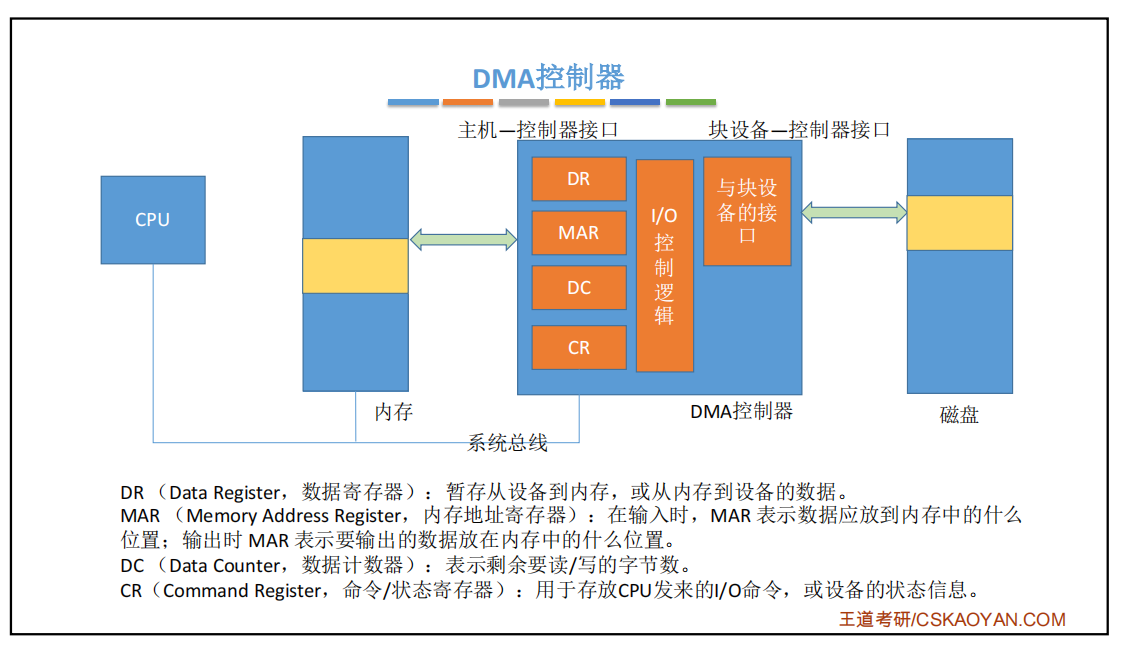 DMA控制器
主机—控制器接口
块设备—控制器接口
CPU
DR
MAR
DC
CR
I/O
控
制
逻
辑
与块设
备的接
口
内存
DMA控制器
磁盘
系统总线
DR （Data Register，数据寄存器）：暂存从设备到内存，或从内存到设备的数据。
MAR （Memory Address Register，内存地址寄存器）：在输入时，MAR 表示数据应放到内存中的什么
位置；输出时 MAR 表示要输出的数据放在内存中的什么位置。
DC （Data Counter，数据计数器）：表示剩余要读/写的字节数。
CR（Command Register，命令/状态寄存器）：用于存放CPU发来的I/O命令，或设备的状态信息。
王道考研/CSKAOYAN.COM